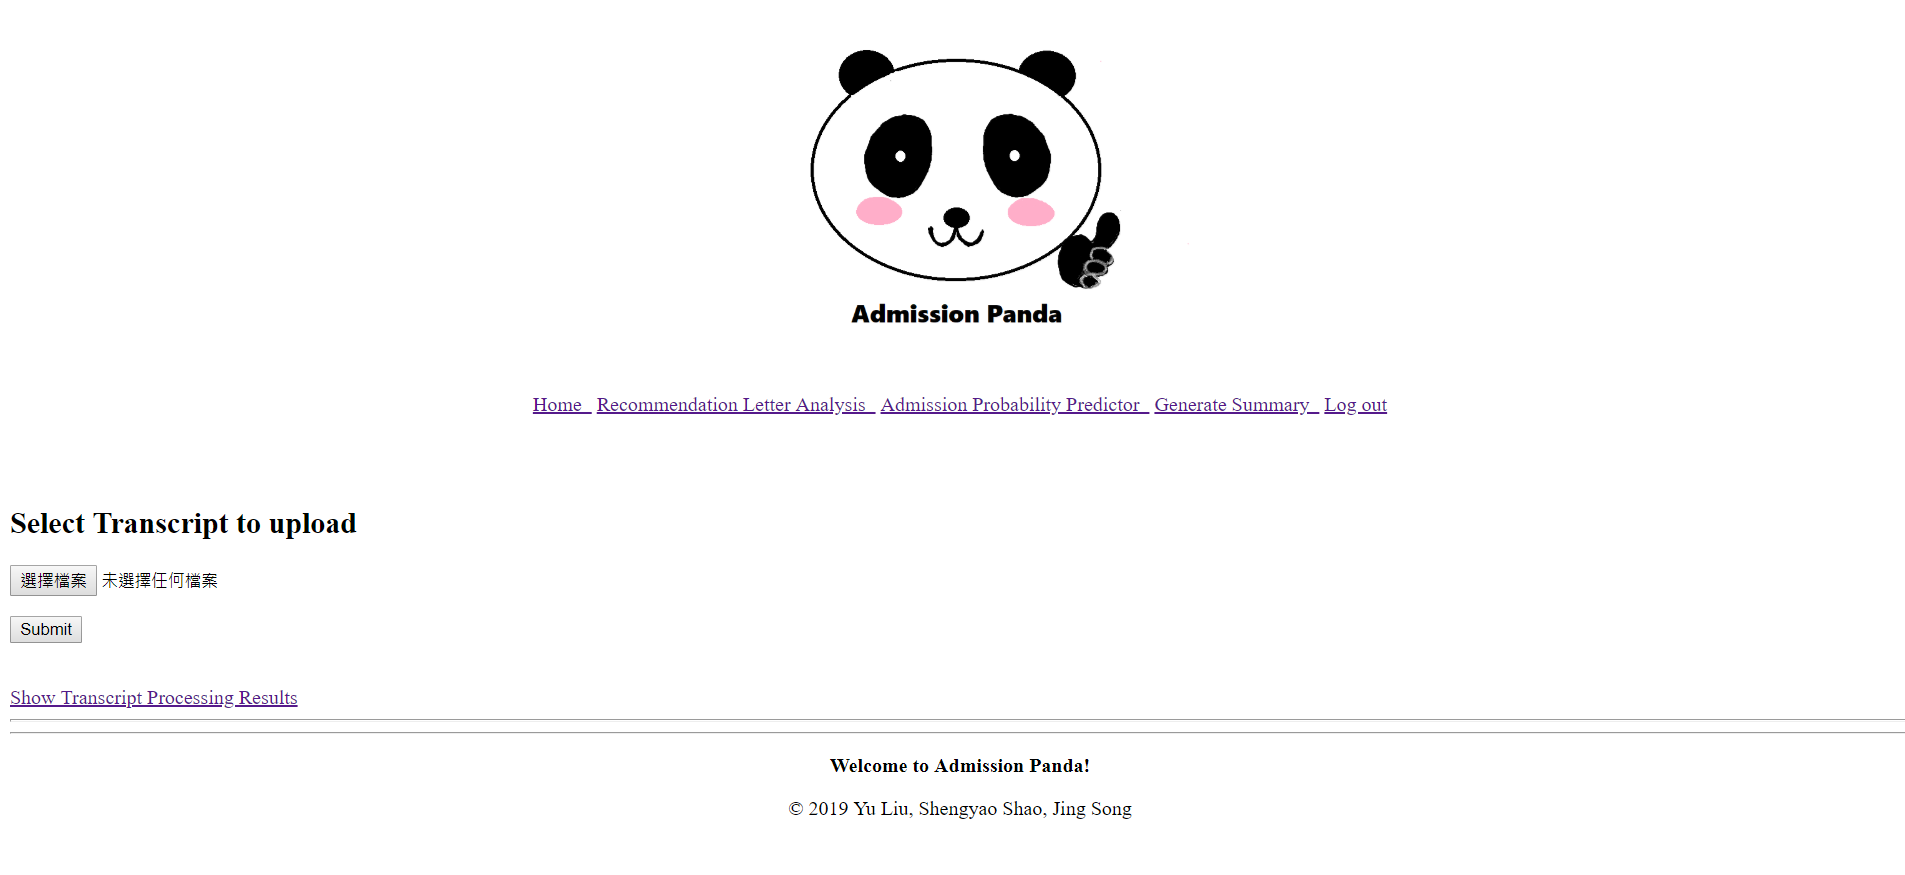 Admission Panda
Home Recommendation Letter Analysis Admission Probability Predictor Generate Summary Log out
Select Transcript to upload
選擇檔案 未選擇任何檔案
Submit
Show Transcript Processing Results
Welcome to Admission Panda!
© 2019 Yu Liu, Shengyao Shao, Jing Song